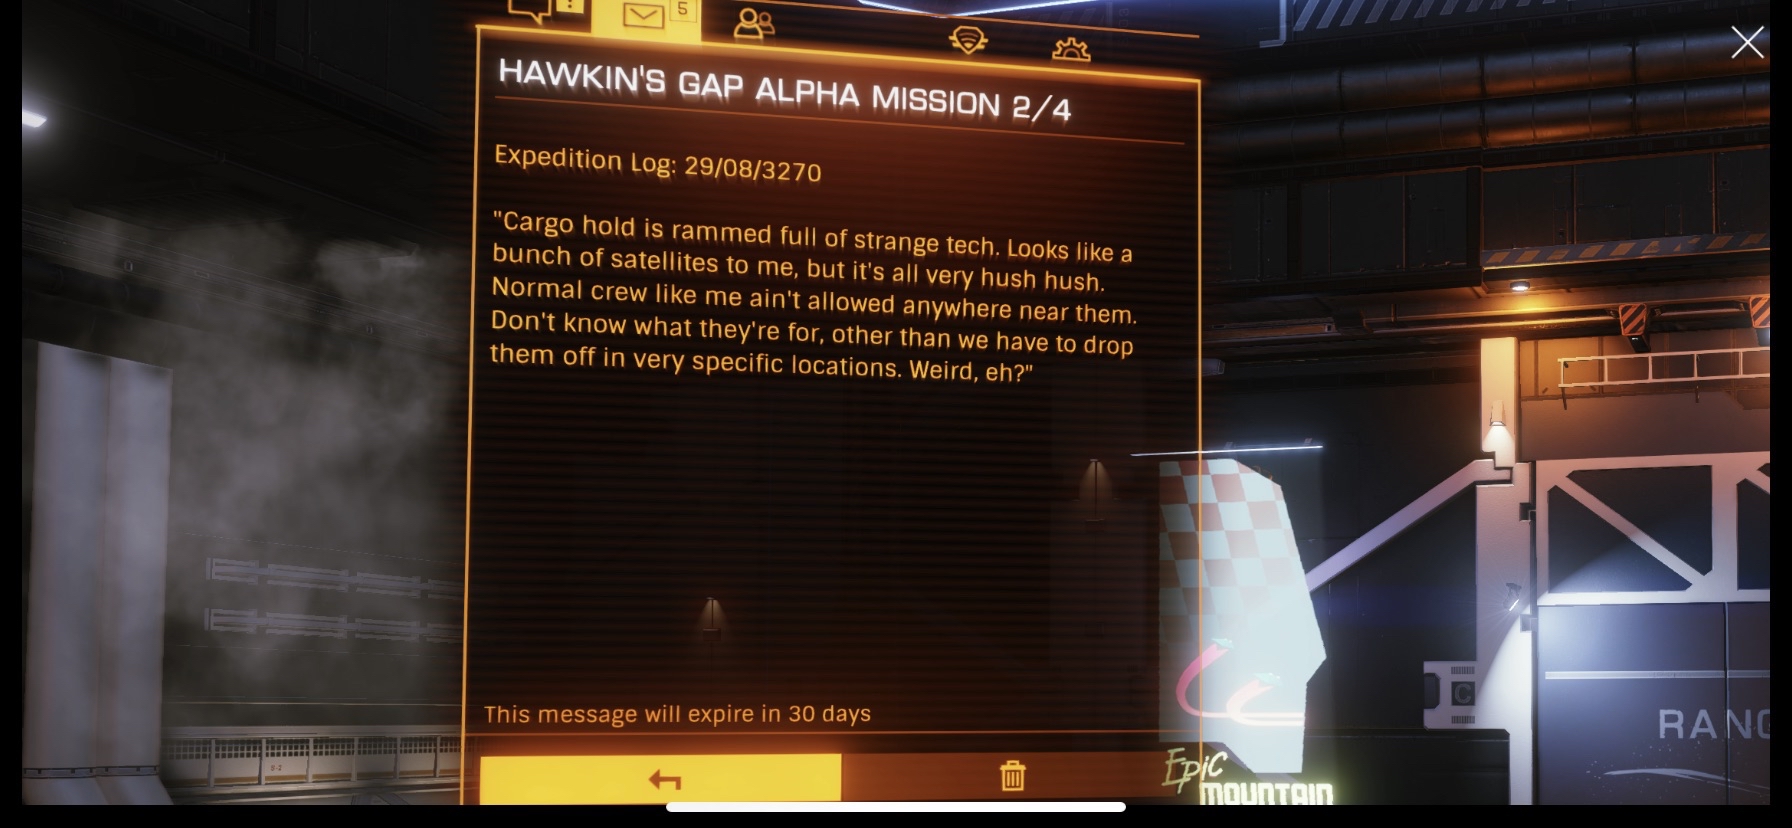 5
HAWKIN'S GAP ALPHA MISSION 2/4
Expedition Log: 29/08/3270
"Cargo hold is rammed full of strange tech. Looks like a
bunch of satellites to me, but it's all very hush hush.
Normal crew like me ain't allowed anywhere near them.
Don't know what they're for, other than we have to drop
them off in very specific locations. Weird, eh?"
This message will expire in 30 days
C
RANG
Epic
MOUNTAIN